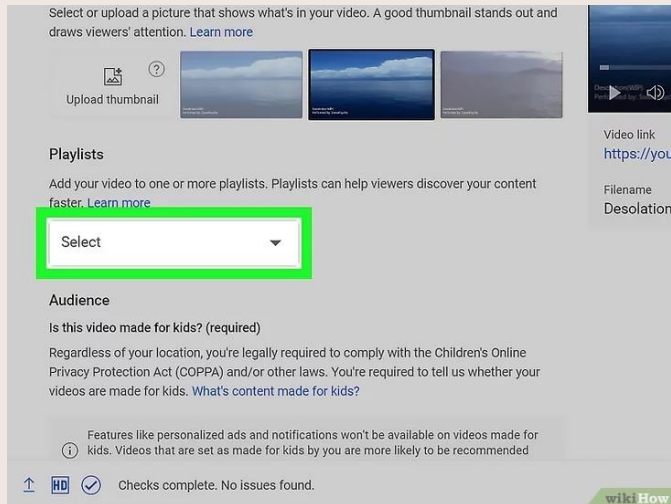 Select or upload a picture that shows what's in your video. A good thumbnail stands out and
draws viewers' attention. Learn more
?
Upload thumbnail
Playlists
Add your video to one or more playlists. Playlists can help viewers discover your content
faster. Learn more
Select
Audience
Is this video made for kids? (required)
Regardless of your location, you're legally required to comply with the Children's Online
Privacy Protection Act (COPPA) and/or other laws. You're required to tell us whether your
videos are made for kids. What's content made for kids?
Features like personalized ads and notifications won't be available on videos made for
kids. Videos that are set as made for kids by you are more likely to be recommended
HD
Checks complete. No issues found.
Video link
https://you
Filename
Desolation
wikiHow